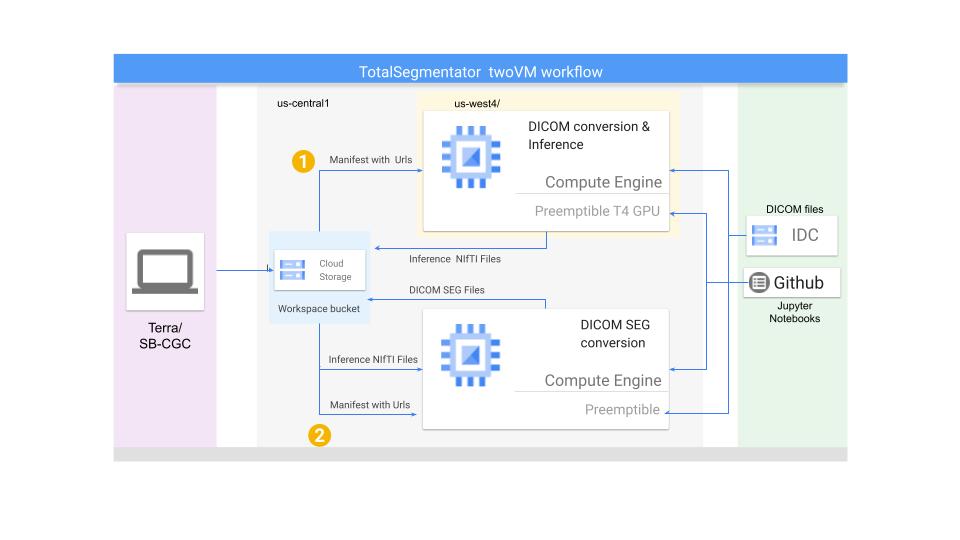 TotalSegmentator twoVM workflow
us-central1
us-west4/
DICOM conversion &
Inference
1
Manifest with Urls
Compute Engine
Preemptible T4 GPU
DICOM files
IDC
Cloud
Storage
Inference NIfTI Files
Github
Jupyter
Notebooks
DICOM SEG Files
Workspace bucket
Terra/
SB-CGC
DICOM SEG
conversion
Inference NIfTI Files
Compute Engine
Manifest with Urls
Preemptible
2